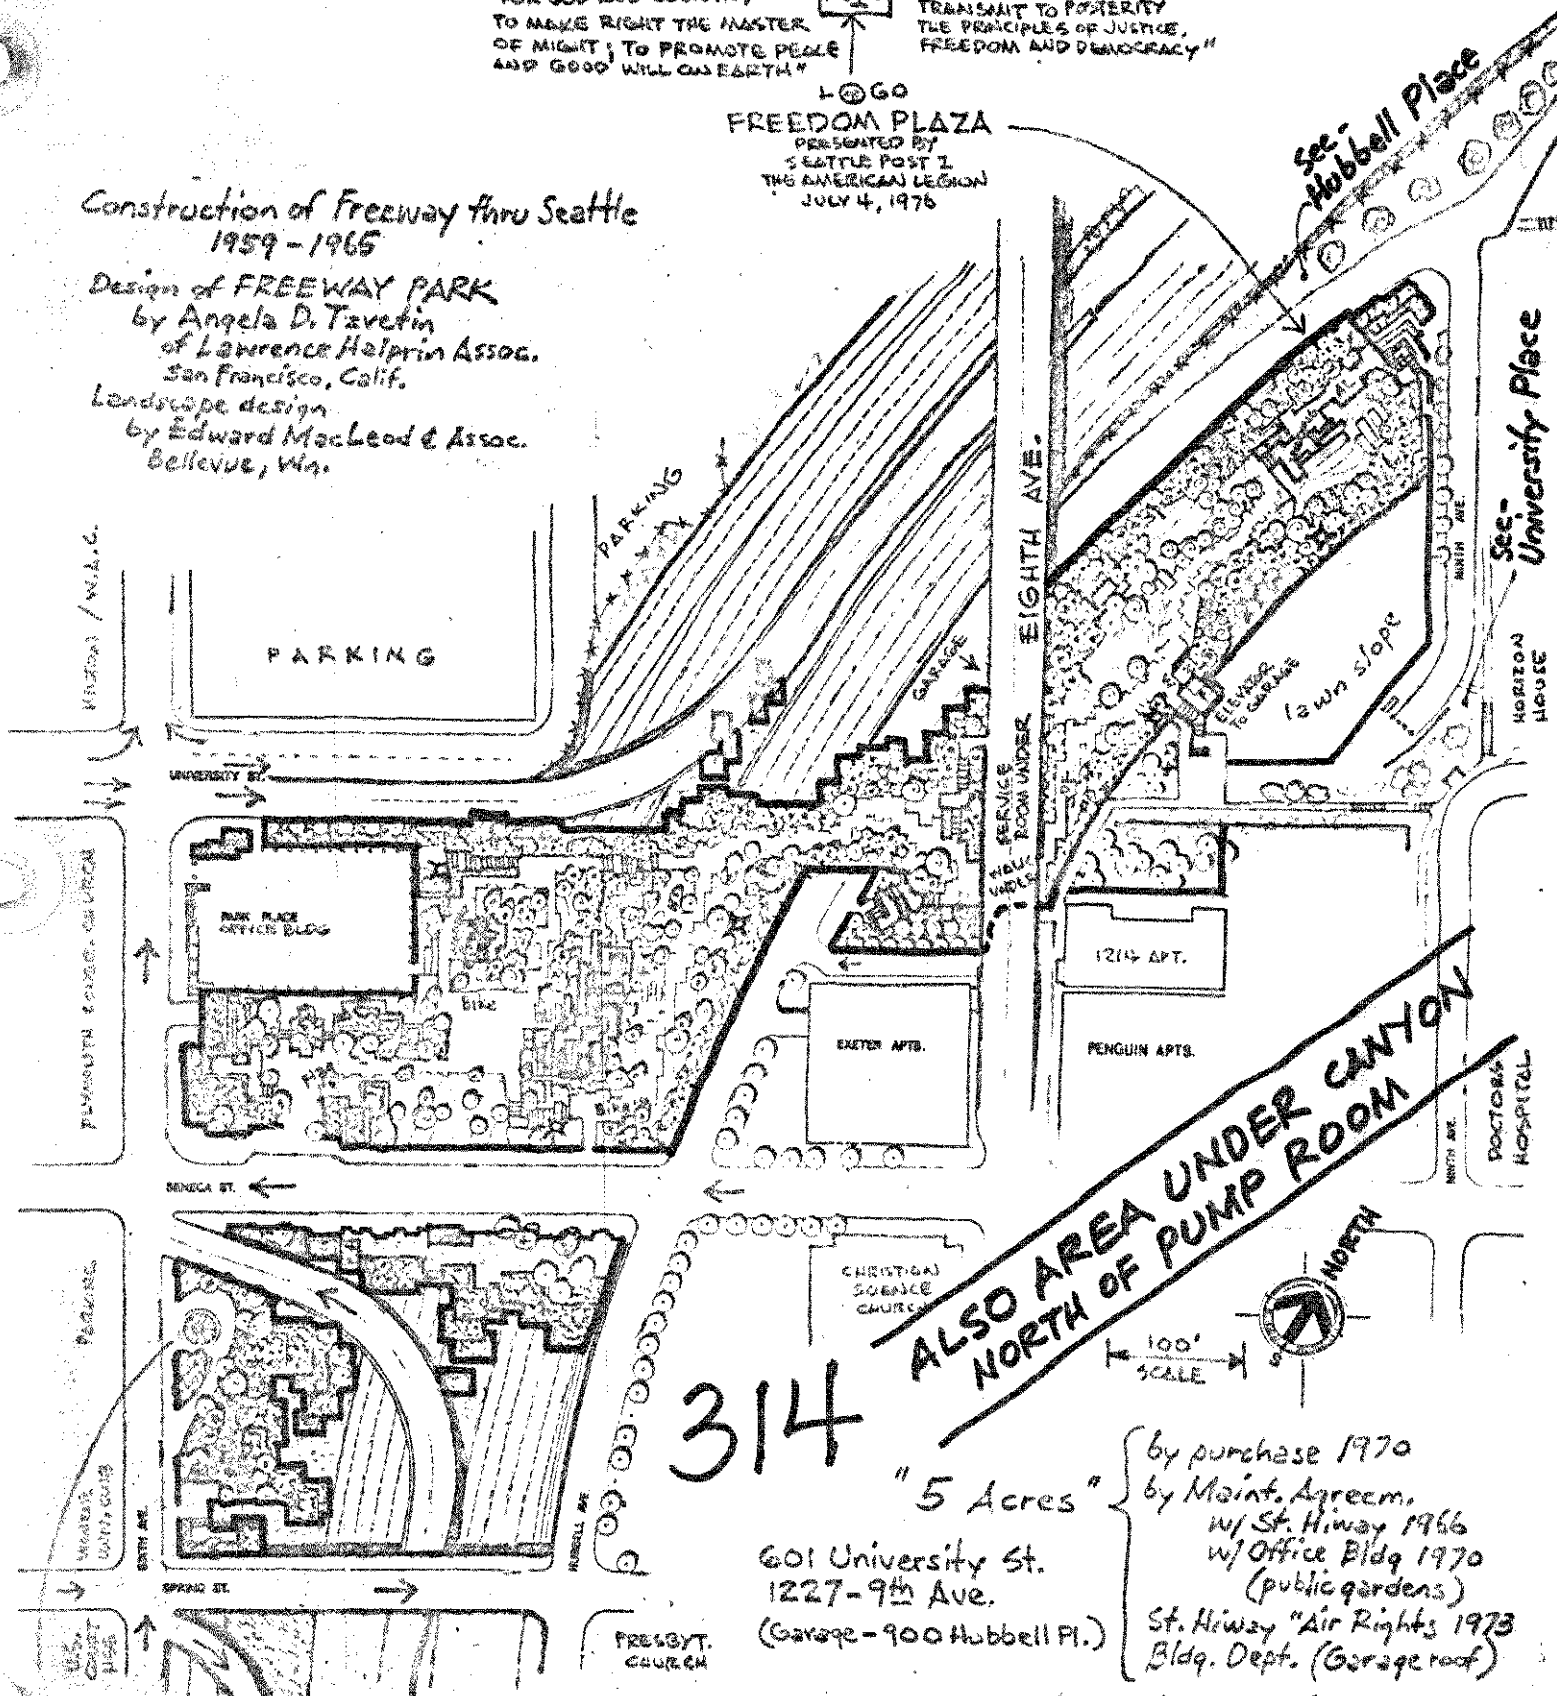 TO MAKE RIGHT THE MASTER
OF MIGHT; TO PROMOTE PEACE
AND GOOD WILL ON EARTH"
TRANSMIT TO POSTERITY
THE PRINCIPLES OF JUSTICE,
FREEDOM AND DEMOCRACY"
LOGO
FREEDOM PLAZA
PRESENTED BY
SEATTLE POST 1
THE AMERICAN LEGION
JULY 4, 1976
See-
Hubbell Place
Construction of Freeway thru Seattle
1959-1965
Design of FREEWAY PARK
by Angela D. Tzvetin
of Lawrence Halprin Assoc.
San Francisco, Calif.
Landscape design
by Edward MacLeod & Assoc.
Bellevue, Wn.
PARKING
PARKING
EIGHTH AVE.
GARAGE
NINTH AVE.
See-
University Place
HORIZON
HOUSE
ELEVATOR
TO GARAGE
lawn slope
UNIVERSITY ST.
SERVICE
ROOM UNDER
PARK PLACE
OFFICE BLDG
PLYMOUTH CONGR. CHURCH
1214 APT.
EXETER APTS.
PENGUIN APTS.
ALSO AREA UNDER CANYON
NORTH OF PUMP ROOM
DOCTORS
HOSPITAL
NINTH AVE.
SENECA ST.
CHRISTIAN
SCIENCE
CHURCH
PARKING
NORTH
S
100'
SCALE
314
"5 Acres"
by purchase 1970
by Maint. Agreem.
w/ St. Hiway 1966
w/ Office Bldg 1970
(public gardens)
St. Hiway "Air Rights 1973
Bldg. Dept. (Garage roof)
601 University St.
1227-9th Ave.
(Garage-900 Hubbell Pl.)
SIXTH AVE.
HUBBELL AVE
SPRING ST.
PRESBYT.
CHURCH